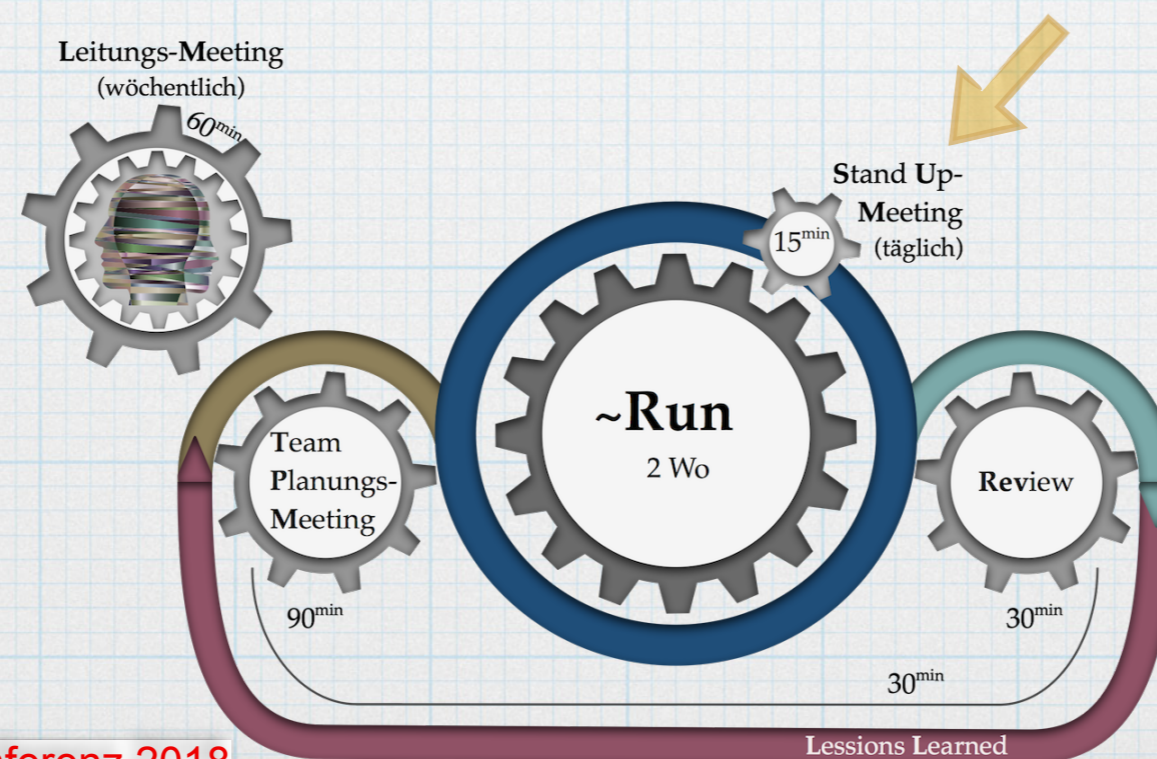 Leitungs-Meeting
(wöchentlich)
60min
Stand Up-
Meeting
(täglich)
15min
~Run
2 Wo
Team
Planungs-
Meeting
Review
90min
30min
30min
Lessions Learned
2018